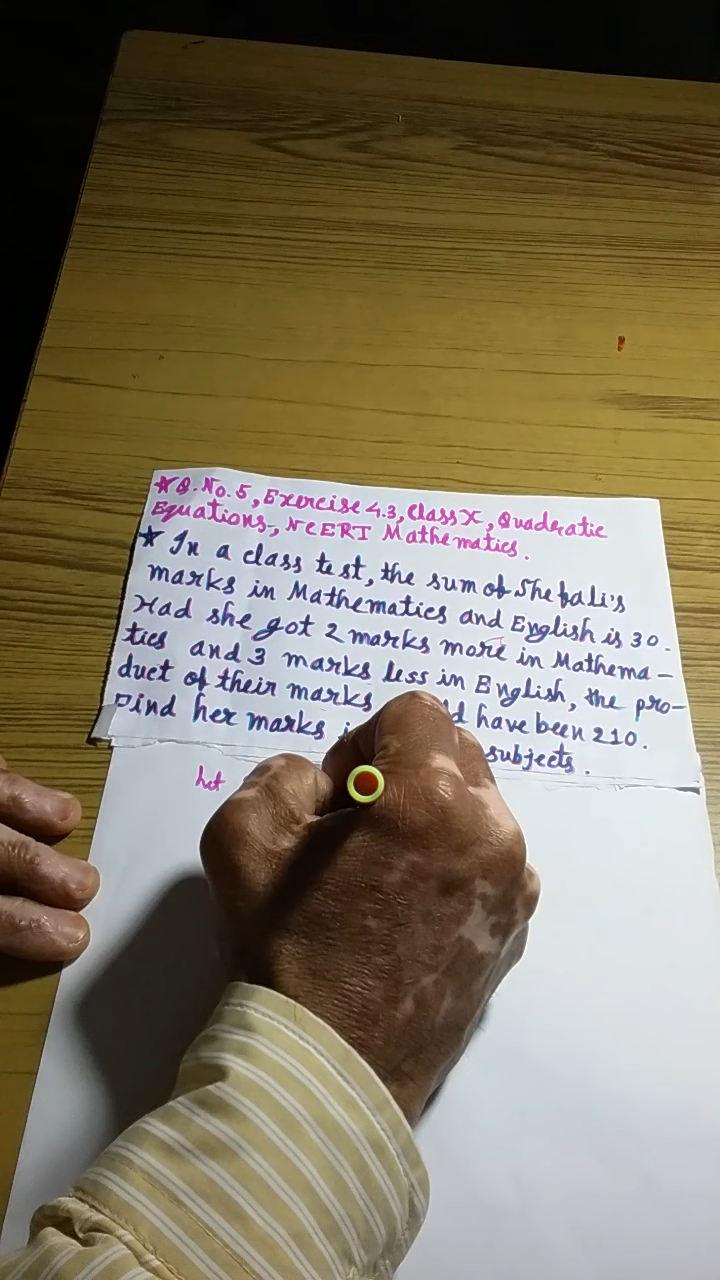 ★Q.No.5, Exercise 4.3, Class X, Quadratic
Equations, NCERT Mathematics.
★ In a class test, the sum of Shefali's
marks in Mathematics and English is 30.
Had she got 2 marks more in Mathema-
tics and 3 marks less in English, the pro-
duct of their marks have been 210.
Find her marks subjects.
Let